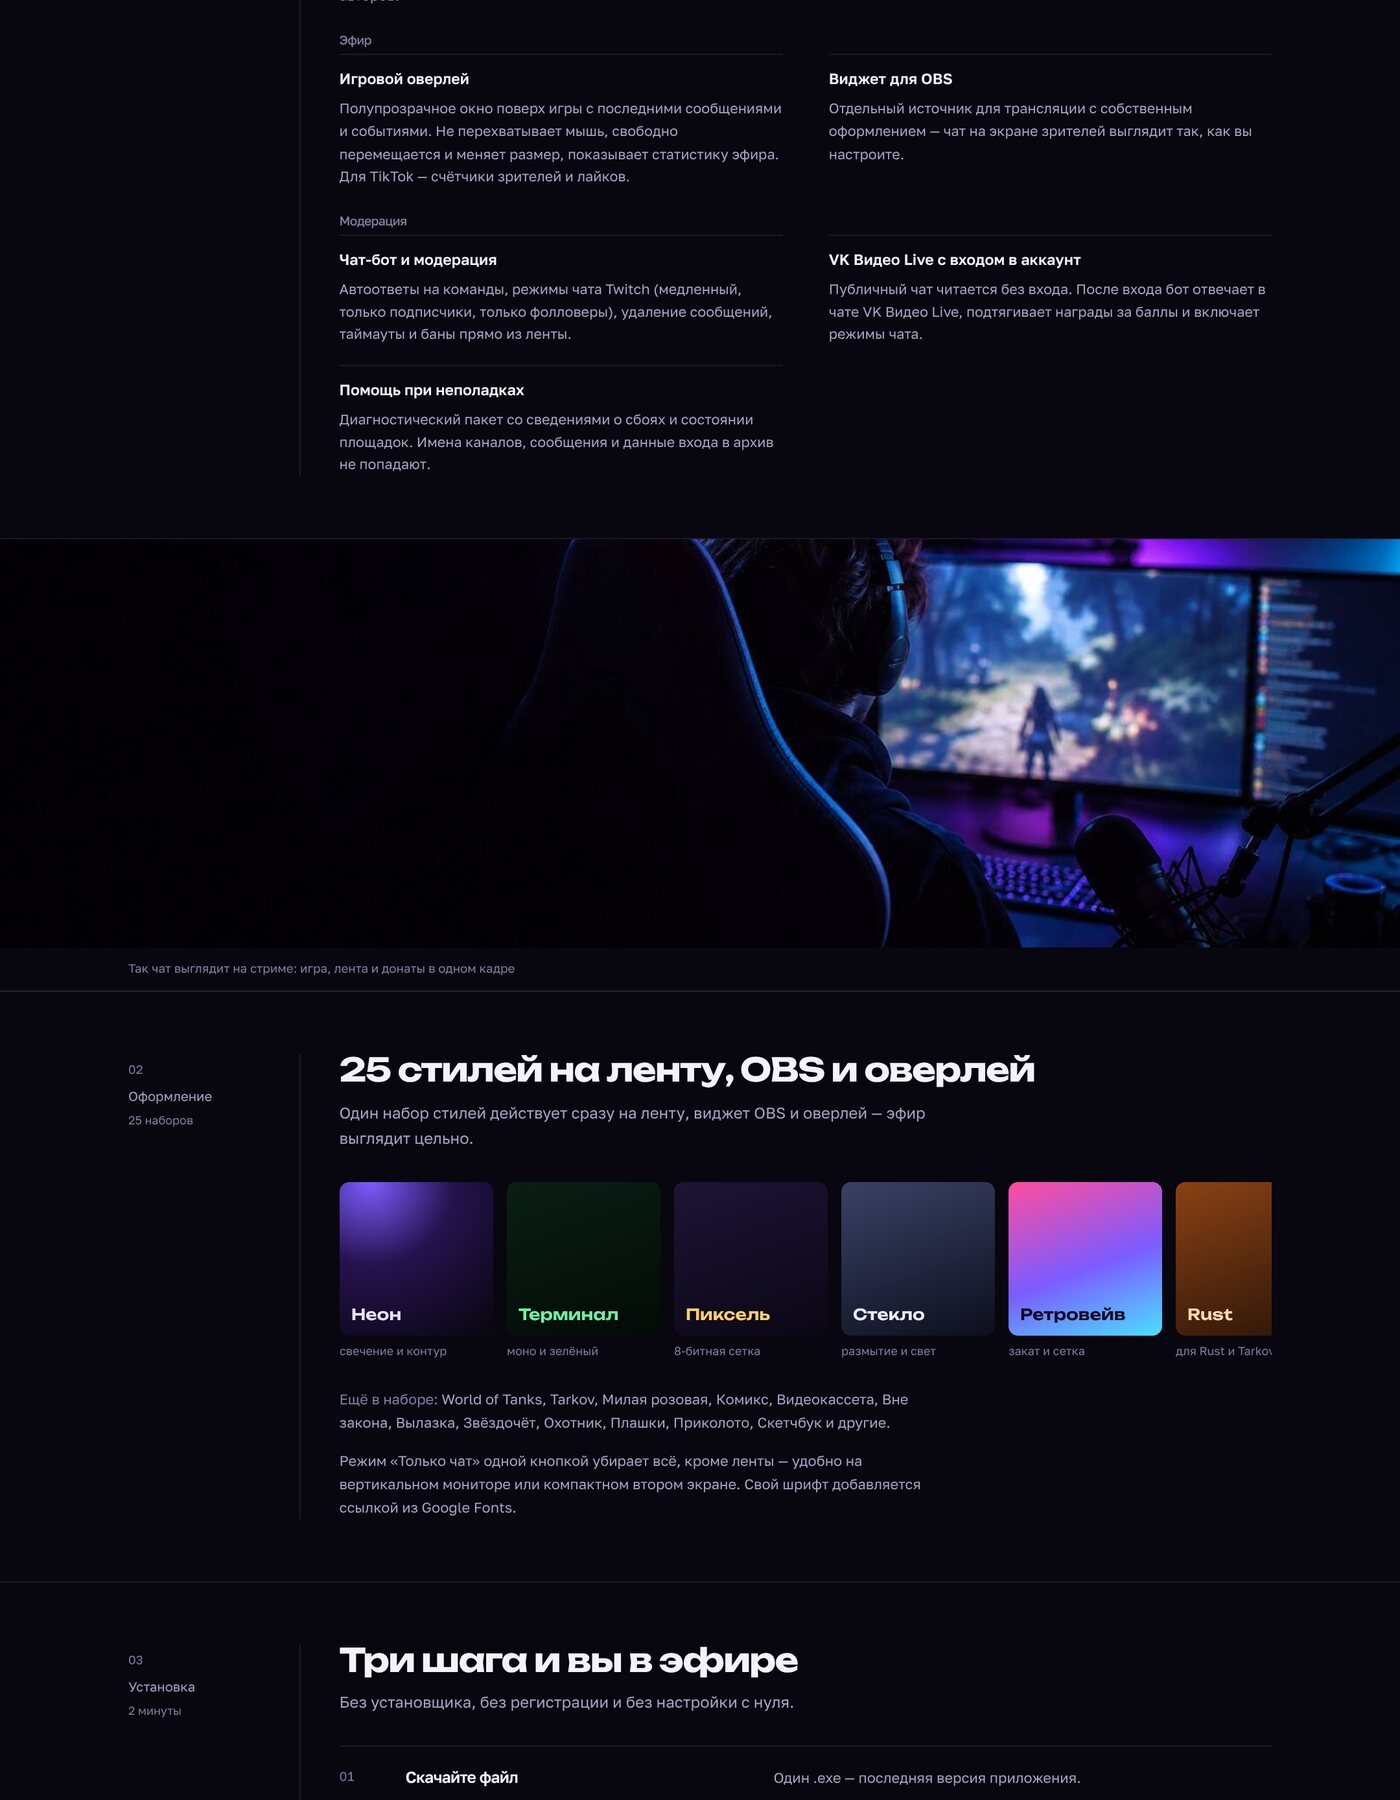 Эфир
Игровой оверлей
Полупрозрачное окно поверх игры с последними сообщениями
и событиями. Не перехватывает мышь, свободно
перемещается и меняет размер, показывает статистику эфира.
Для TikTok — счётчики зрителей и лайков.
Виджет для OBS
Отдельный источник для трансляции с собственным
оформлением — чат на экране зрителей выглядит так, как вы
настроите.
Модерация
Чат-бот и модерация
Автоответы на команды, режимы чата Twitch (медленный,
только подписчики, только фолловеры), удаление сообщений,
таймауты и баны прямо из ленты.
VK Видео Live с входом в аккаунт
Публичный чат читается без входа. После входа бот отвечает в
чате VK Видео Live, подтягивает награды за баллы и включает
режимы чата.
Помощь при неполадках
Диагностический пакет со сведениями о сбоях и состоянии
площадок. Имена каналов, сообщения и данные входа в архив
не попадают.
Так чат выглядит на стриме: игра, лента и донаты в одном кадре
02
Оформление
25 наборов
25 стилей на ленту, OBS и оверлей
Один набор стилей действует сразу на ленту, виджет OBS и оверлей — эфир
выглядит цельно.
Неон
свечение и контур
Терминал
моно и зелёный
Пиксель
8-битная сетка
Стекло
размытие и свет
Ретровейв
закат и сетка
Rust
для Rust и Tarkov
Ещё в наборе: World of Tanks, Tarkov, Милая розовая, Комикс, Видеокассета, Вне
закона, Вылазка, Звёздочёт, Охотник, Плашки, Приколото, Скетчбук и другие.
Режим «Только чат» одной кнопкой убирает всё, кроме ленты — удобно на
вертикальном мониторе или компактном втором экране. Свой шрифт добавляется
ссылкой из Google Fonts.
03
Установка
2 минуты
Три шага и вы в эфире
Без установщика, без регистрации и без настройки с нуля.
01
Скачайте файл
Один .exe — последняя версия приложения.